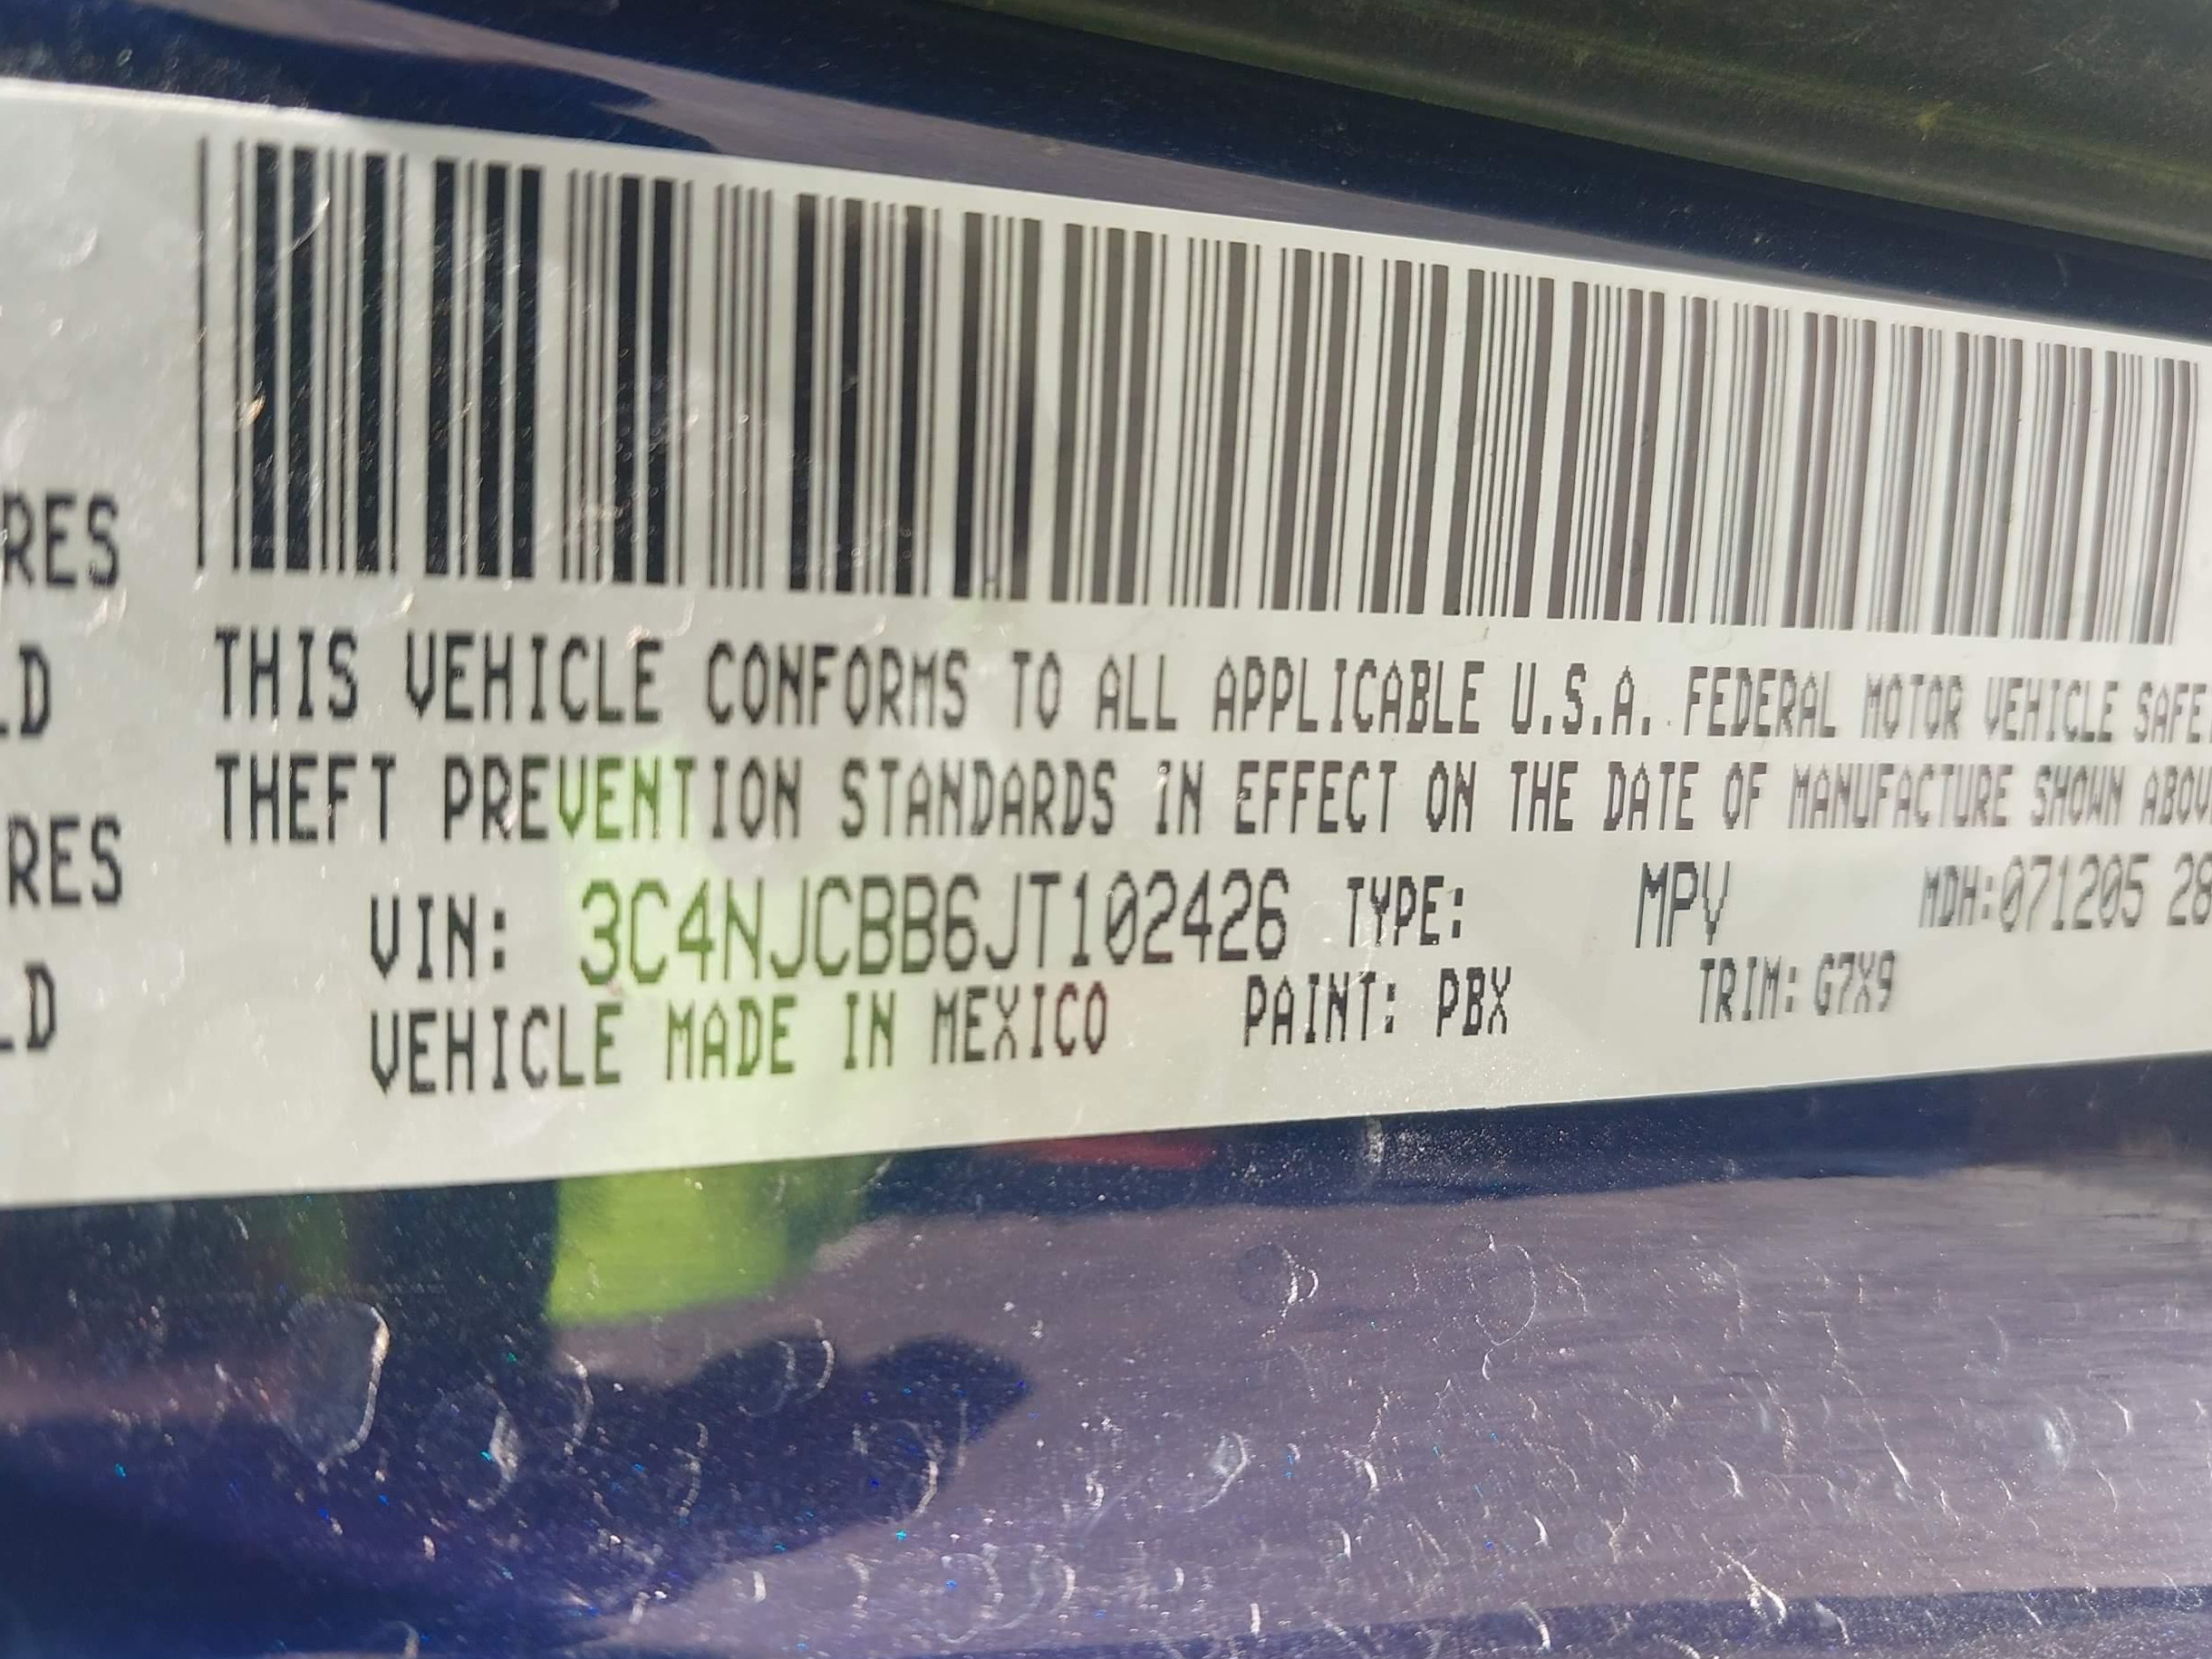 RES
LD
RES
LD
THIS VEHICLE CONFORMS TO ALL APPLICABLE U.S.A. FEDERAL MOTOR VEHICLE SAFE
THEFT PREVENTION STANDARDS IN EFFECT ON THE DATE OF MANUFACTURE SHOWN ABOV
VIN: 3C4NJCBB6JT102426 TYPE: MPV MDH:071205 28
VEHICLE MADE IN MEXICO PAINT: PBX TRIM: G7X9